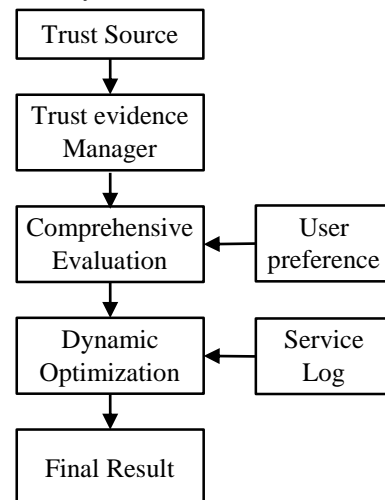 Trust Source
Trust evidence
Manager
Comprehensive
Evaluation
User
preference
Dynamic
Optimization
Service
Log
Final Result